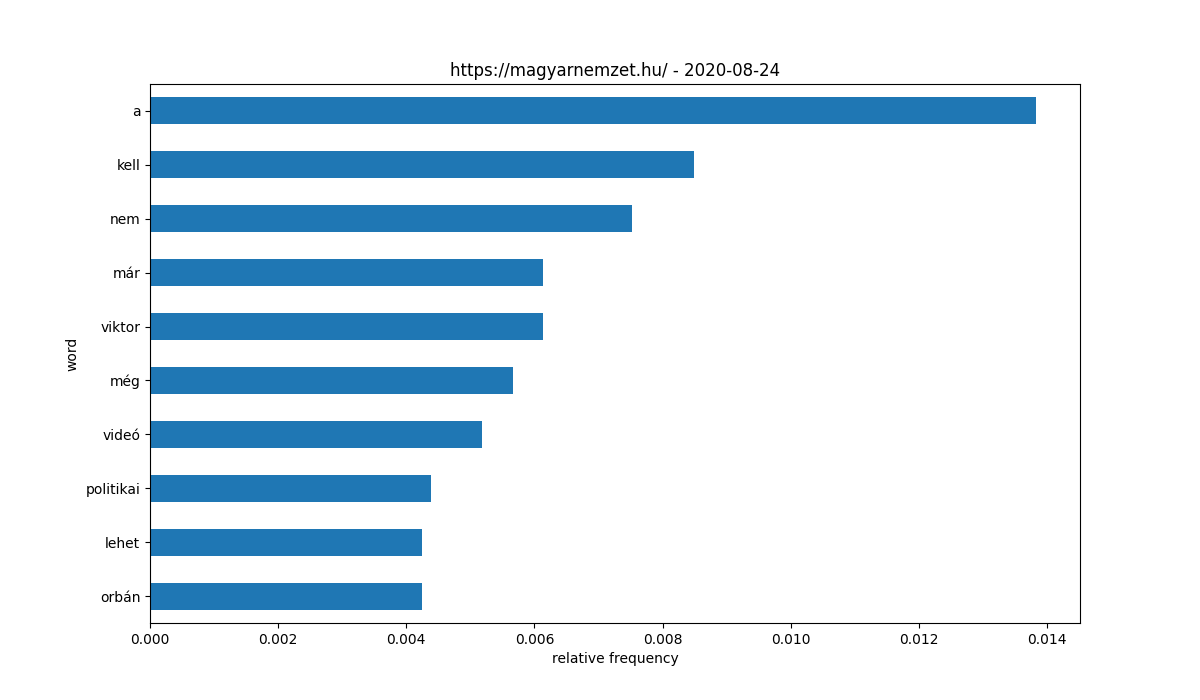 https://magyarnemzet.hu/ - 2020-08-24
a
kell
nem
már
viktor
még
videó
politikai
lehet
orbán
word
0.000 0.002 0.004 0.006 0.008 0.010 0.012 0.014
relative frequency